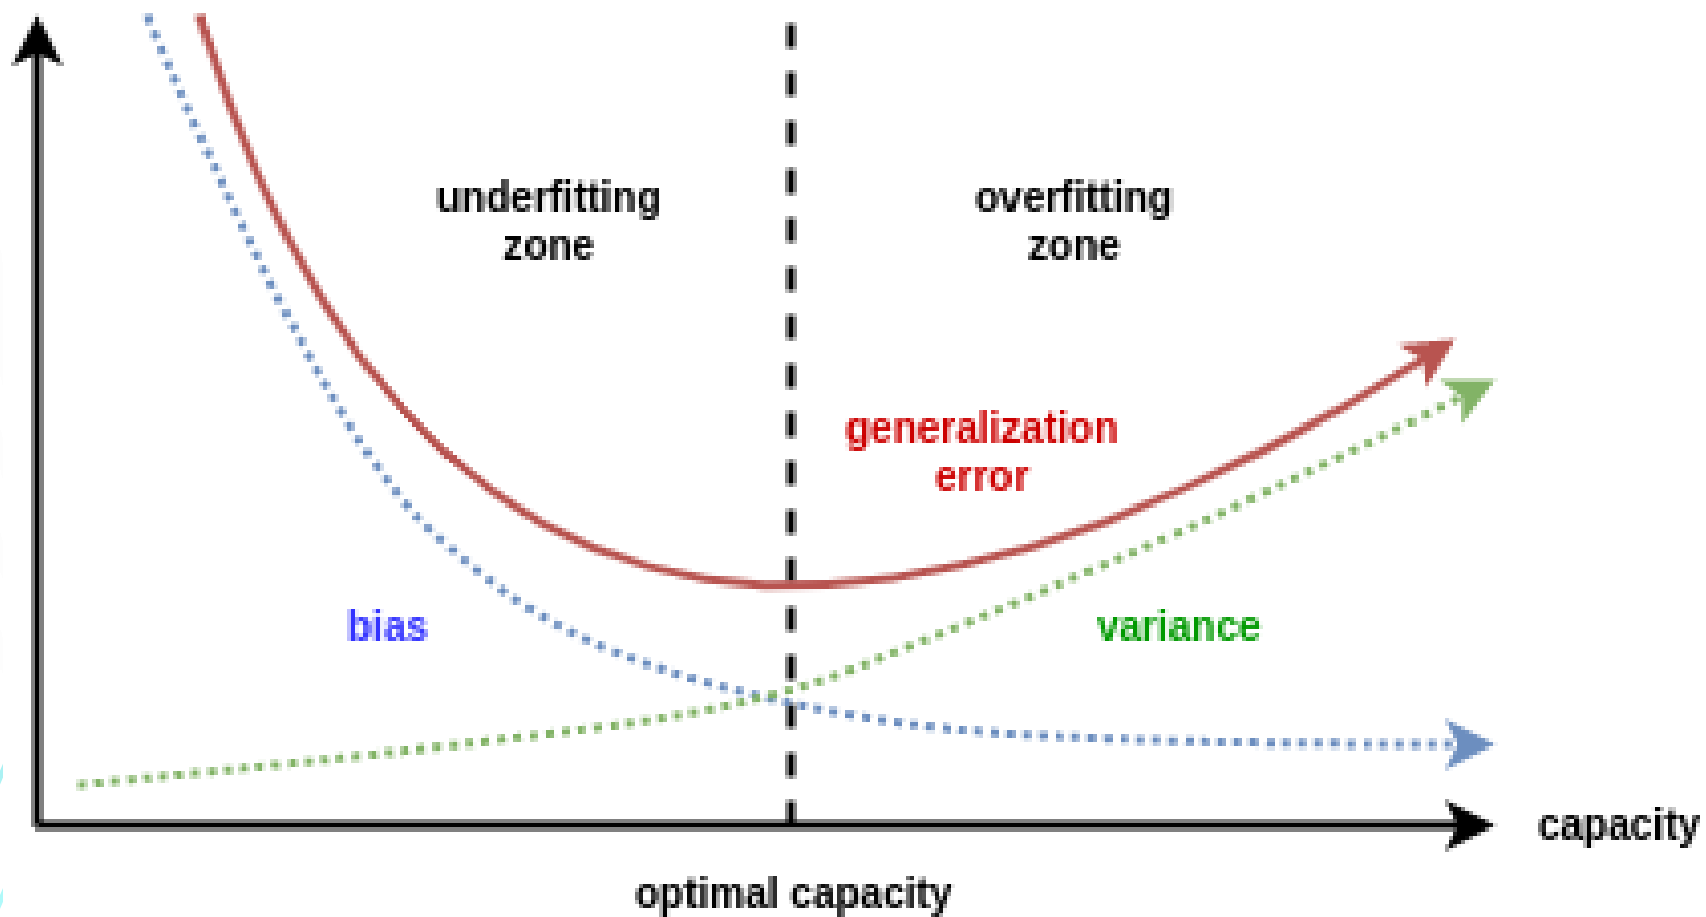 underfitting
zone
overfitting
zone
generalization
error
bias
variance
capacity
optimal capacity